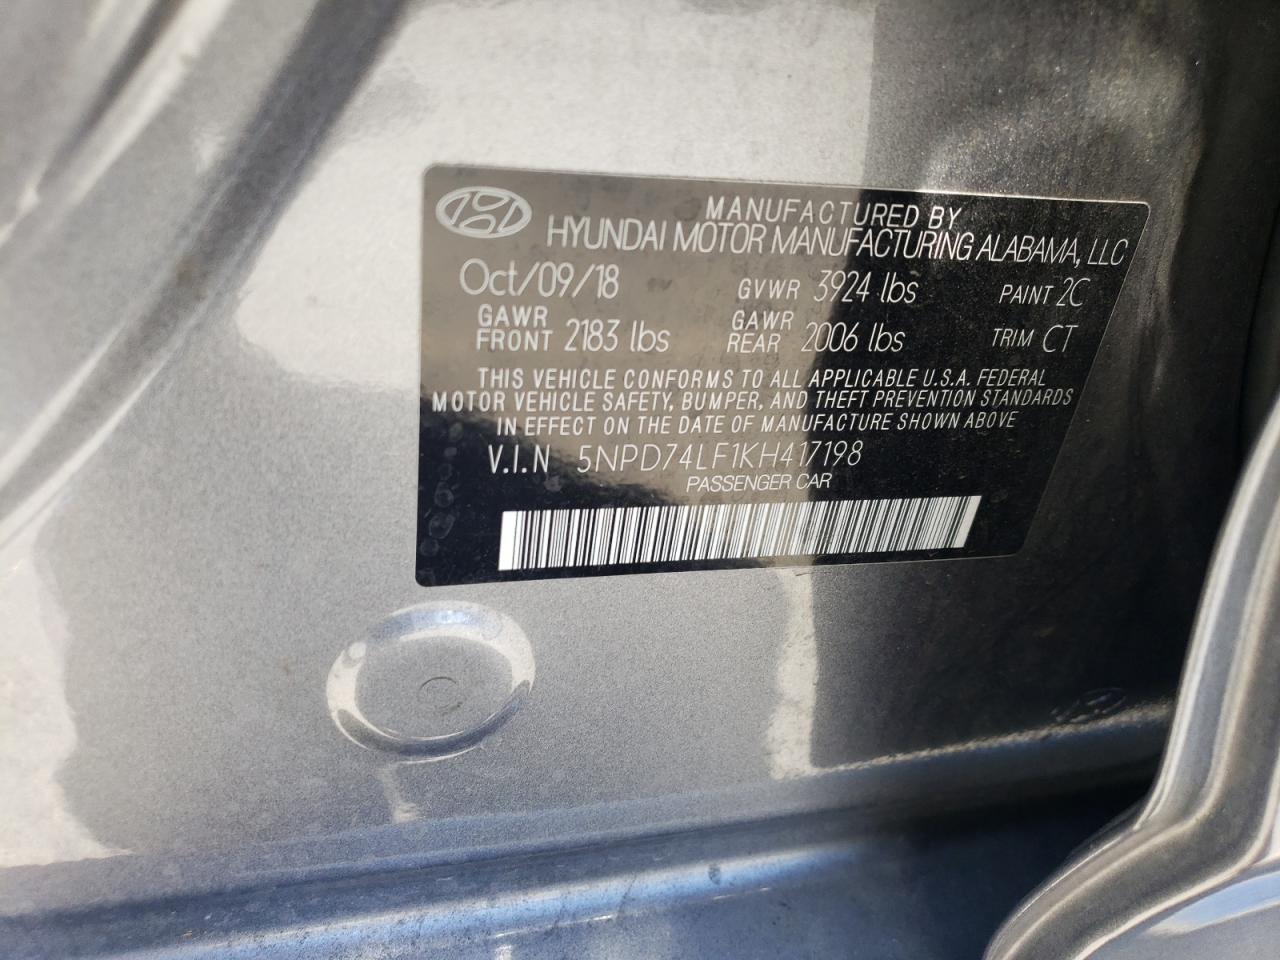 MANUFACTURED BY
HYUNDAI MOTOR MANUFACTURING ALABAMA, LLC
Oct/09/18 GVWR 3924 lbs PAINT 2C
GAWR FRONT 2183 lbs GAWR REAR 2006 lbs TRIM CT
THIS VEHICLE CONFORMS TO ALL APPLICABLE U.S.A. FEDERAL
MOTOR VEHICLE SAFETY, BUMPER, AND THEFT PREVENTION STANDARDS
IN EFFECT ON THE DATE OF MANUFACTURE SHOWN ABOVE
V.I.N 5NPD74LF1KH417198
PASSENGER CAR